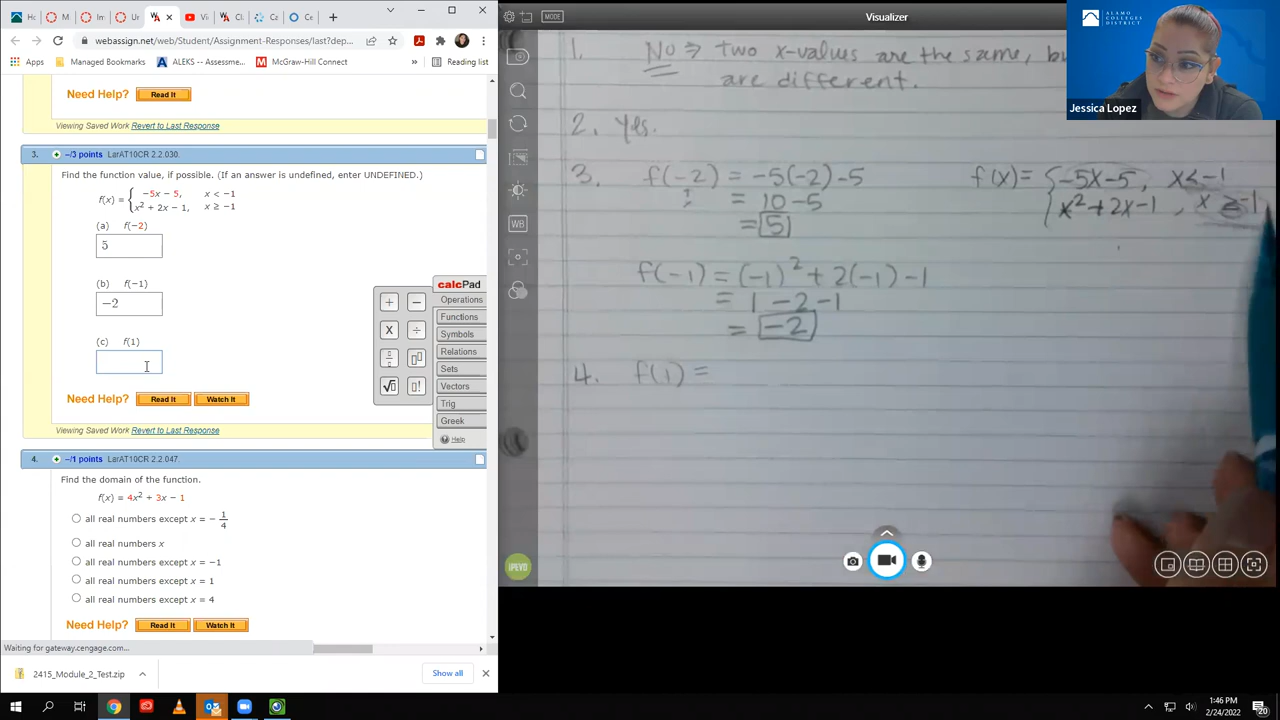 Visualizer
ALAMO COLLEGES DISTRICT
Jessica Lopez
webassign.net/web/Student/Assignment-Responses/last?dep...
Apps Managed Bookmarks ALEKS -- Assessme... McGraw-Hill Connect » Reading list
Need Help? Read It
Viewing Saved Work Revert to Last Response
3. –/3 points LarAT10CR 2.2.030.
Find the function value, if possible. (If an answer is undefined, enter UNDEFINED.)
f(x) = { −5x − 5, x < −1
x² + 2x − 1, x ≥ −1
(a) f(−2)
5
(b) f(−1)
−2
(c) f(1)
calcPad
Operations
Functions
Symbols
Relations
Sets
Vectors
Trig
Greek
Help
Need Help? Read It Watch It
Viewing Saved Work Revert to Last Response
4. –/1 points LarAT10CR 2.2.047.
Find the domain of the function.
f(x) = 4x² + 3x − 1
all real numbers except x = − 1/4
all real numbers x
all real numbers except x = −1
all real numbers except x = 1
all real numbers except x = 4
Need Help? Read It Watch It
Waiting for gateway.cengage.com...
2415_Module_2_Test.zip Show all
MODE
WB
IPEVO
1. No ⇒ two x-values are the same,
are different.
2. Yes.
3. f(−2) = −5(−2) −5
= 10 − 5
= 5
f(x) = { −5x−5, x < −1
x² + 2x −1, x ≥ −1
f(−1) = (−1)² + 2(−1) −1
= 1 −2 −1
= −2
4. f(1) =
1:46 PM
2/24/2022
20